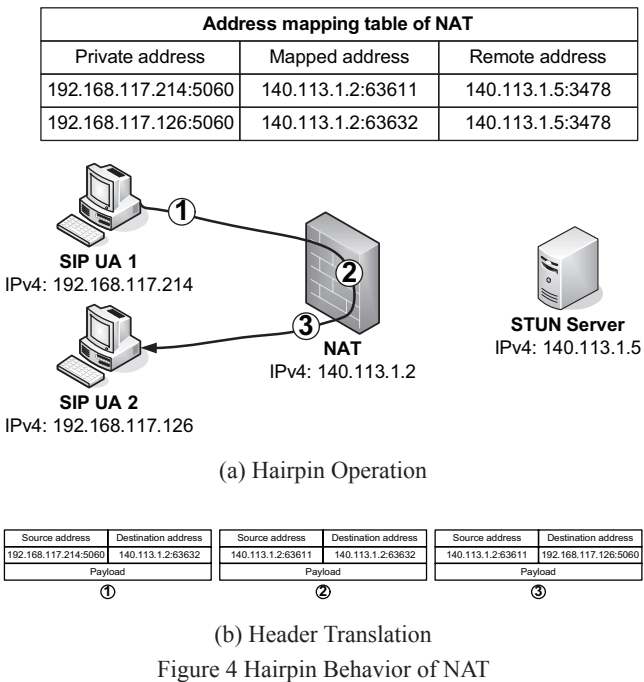 Address mapping table of NAT
Private address Mapped address Remote address
192.168.117.214:5060 140.113.1.2:63611 140.113.1.5:3478
192.168.117.126:5060 140.113.1.2:63632 140.113.1.5:3478
1
SIP UA 1
IPv4: 192.168.117.214
2
3
NAT
IPv4: 140.113.1.2
STUN Server
IPv4: 140.113.1.5
SIP UA 2
IPv4: 192.168.117.126
(a) Hairpin Operation
Source address Destination address Source address Destination address Source address Destination address
192.168.117.214:5060 140.113.1.2:63632 140.113.1.2:63611 140.113.1.2:63632 140.113.1.2:63611 192.168.117.126:5060
Payload Payload Payload
1 2 3
(b) Header Translation
Figure 4 Hairpin Behavior of NAT